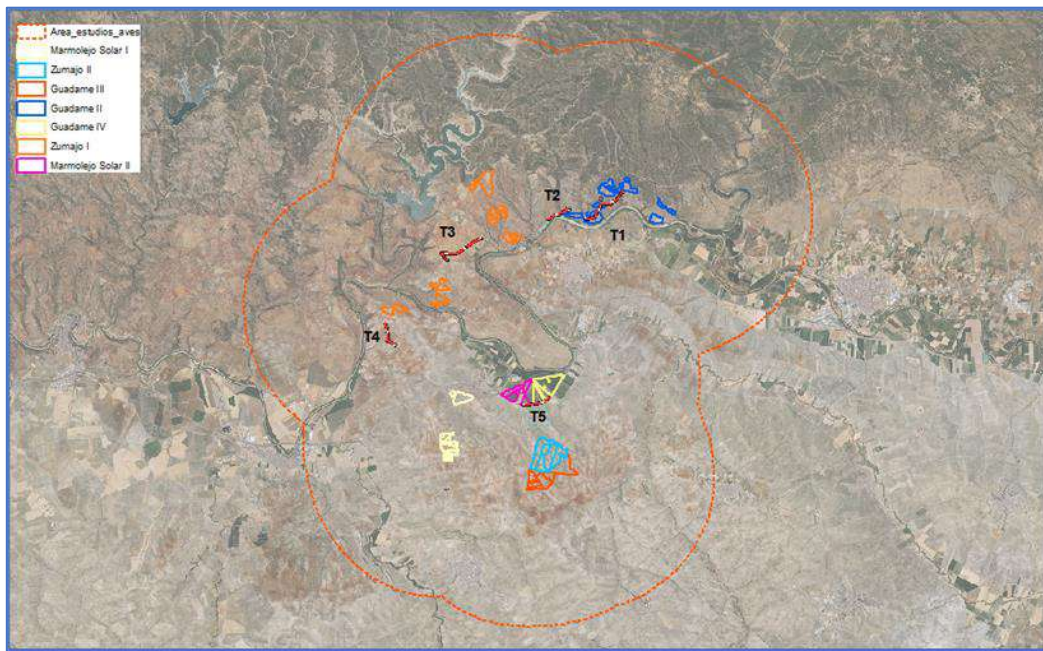 Area_estudios_aves
Marmolejo Solar I
Zumajo II
Guadame III
Guadame II
Guadame IV
Zumajo I
Marmolejo Solar II
T2
T1
T3
T4
T5